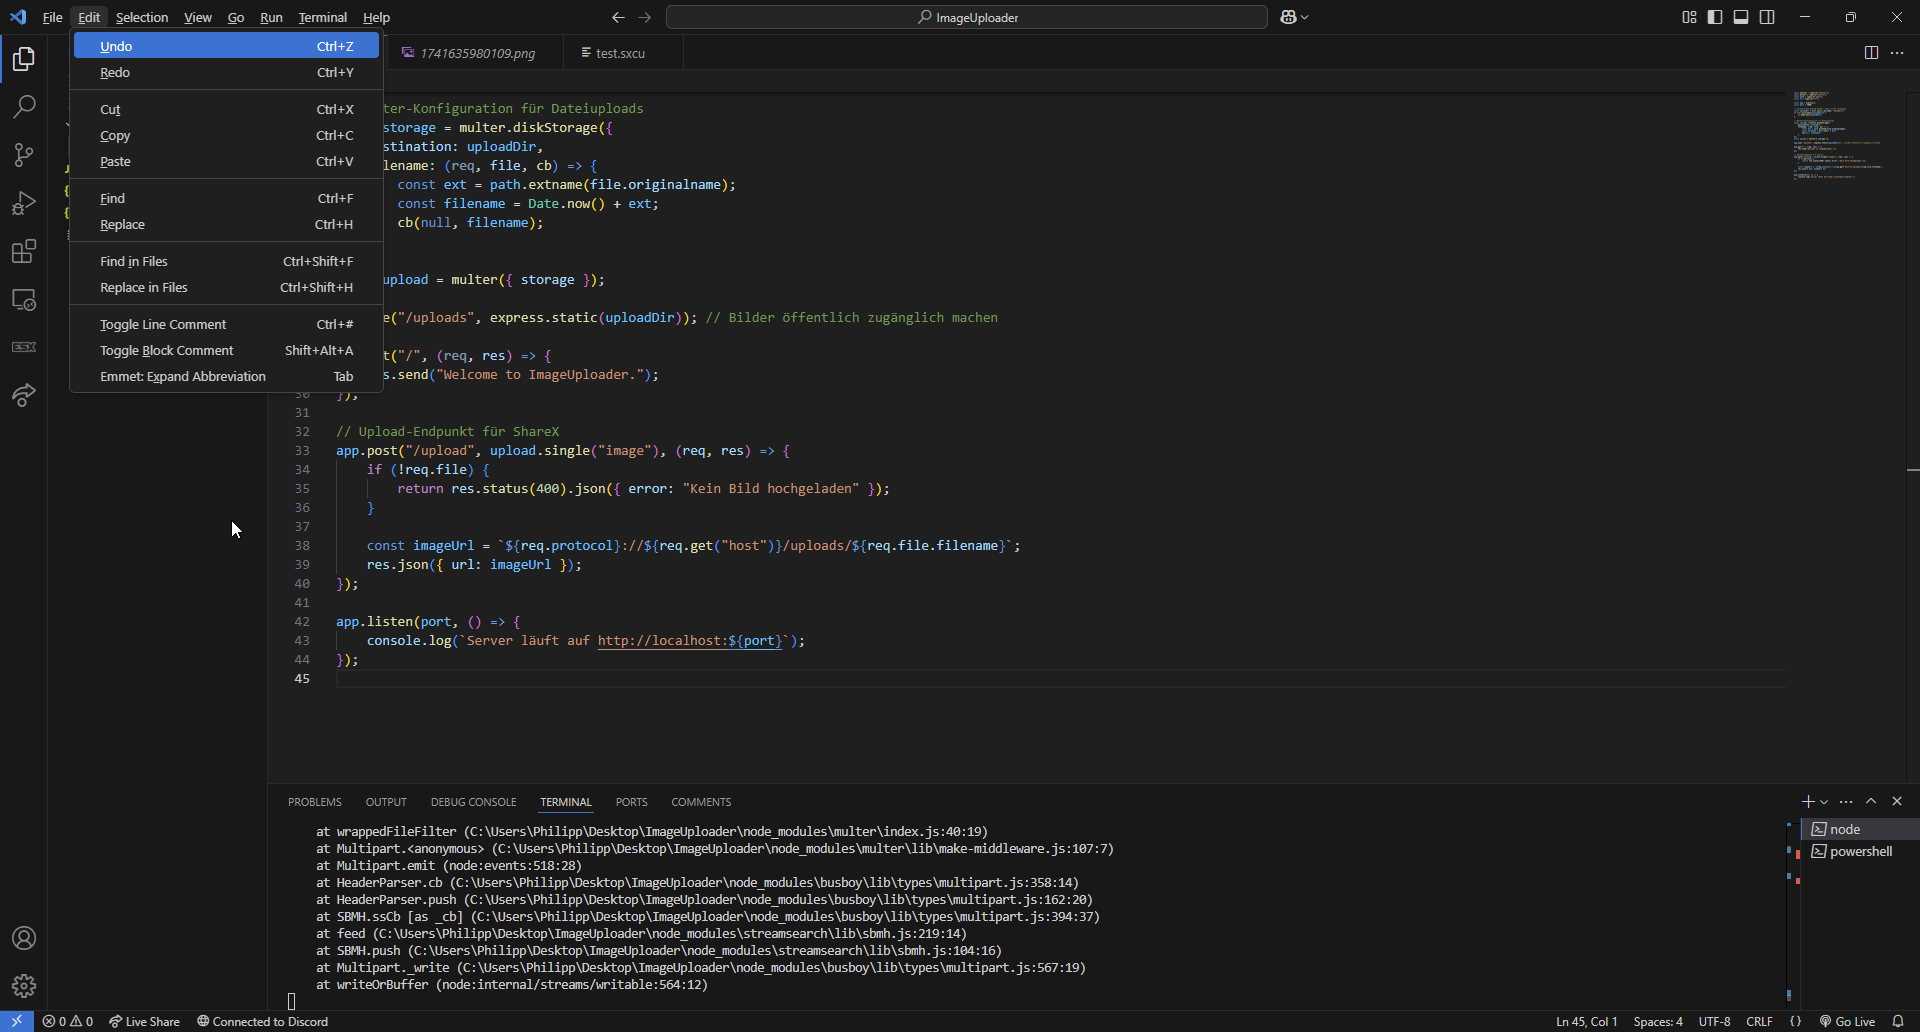 File Edit Selection View Go Run Terminal Help
ImageUploader
Undo Ctrl+Z
Redo Ctrl+Y
Cut Ctrl+X
Copy Ctrl+C
Paste Ctrl+V
Find Ctrl+F
Replace Ctrl+H
Find in Files Ctrl+Shift+F
Replace in Files Ctrl+Shift+H
Toggle Line Comment Ctrl+#
Toggle Block Comment Shift+Alt+A
Emmet: Expand Abbreviation Tab
1741635980109.png
test.sxcu
ter-Konfiguration für Dateiuploads
storage = multer.diskStorage({
stination: uploadDir,
lename: (req, file, cb) => {
const ext = path.extname(file.originalname);
const filename = Date.now() + ext;
cb(null, filename);
upload = multer({ storage });
e("/uploads", express.static(uploadDir)); // Bilder öffentlich zugänglich machen
t("/", (req, res) => {
s.send("Welcome to ImageUploader.");
30 });
31
32 // Upload-Endpunkt für ShareX
33 app.post("/upload", upload.single("image"), (req, res) => {
34 if (!req.file) {
35 return res.status(400).json({ error: "Kein Bild hochgeladen" });
36 }
37
38 const imageUrl = `${req.protocol}://${req.get("host")}/uploads/${req.file.filename}`;
39 res.json({ url: imageUrl });
40 });
41
42 app.listen(port, () => {
43 console.log(`Server läuft auf http://localhost:${port}`);
44 });
45
PROBLEMS OUTPUT DEBUG CONSOLE TERMINAL PORTS COMMENTS
at wrappedFileFilter (C:\Users\Philipp\Desktop\ImageUploader\node_modules\multer\index.js:40:19)
at Multipart.<anonymous> (C:\Users\Philipp\Desktop\ImageUploader\node_modules\multer\lib\make-middleware.js:107:7)
at Multipart.emit (node:events:518:28)
at HeaderParser.cb (C:\Users\Philipp\Desktop\ImageUploader\node_modules\busboy\lib\types\multipart.js:358:14)
at HeaderParser.push (C:\Users\Philipp\Desktop\ImageUploader\node_modules\busboy\lib\types\multipart.js:162:20)
at SBMH.ssCb [as _cb] (C:\Users\Philipp\Desktop\ImageUploader\node_modules\busboy\lib\types\multipart.js:394:37)
at feed (C:\Users\Philipp\Desktop\ImageUploader\node_modules\streamsearch\lib\sbmh.js:219:14)
at SBMH.push (C:\Users\Philipp\Desktop\ImageUploader\node_modules\streamsearch\lib\sbmh.js:104:16)
at Multipart._write (C:\Users\Philipp\Desktop\ImageUploader\node_modules\busboy\lib\types\multipart.js:567:19)
at writeOrBuffer (node:internal/streams/writable:564:12)
node
powershell
0 0 Live Share Connected to Discord
Ln 45, Col 1 Spaces: 4 UTF-8 CRLF {} Go Live